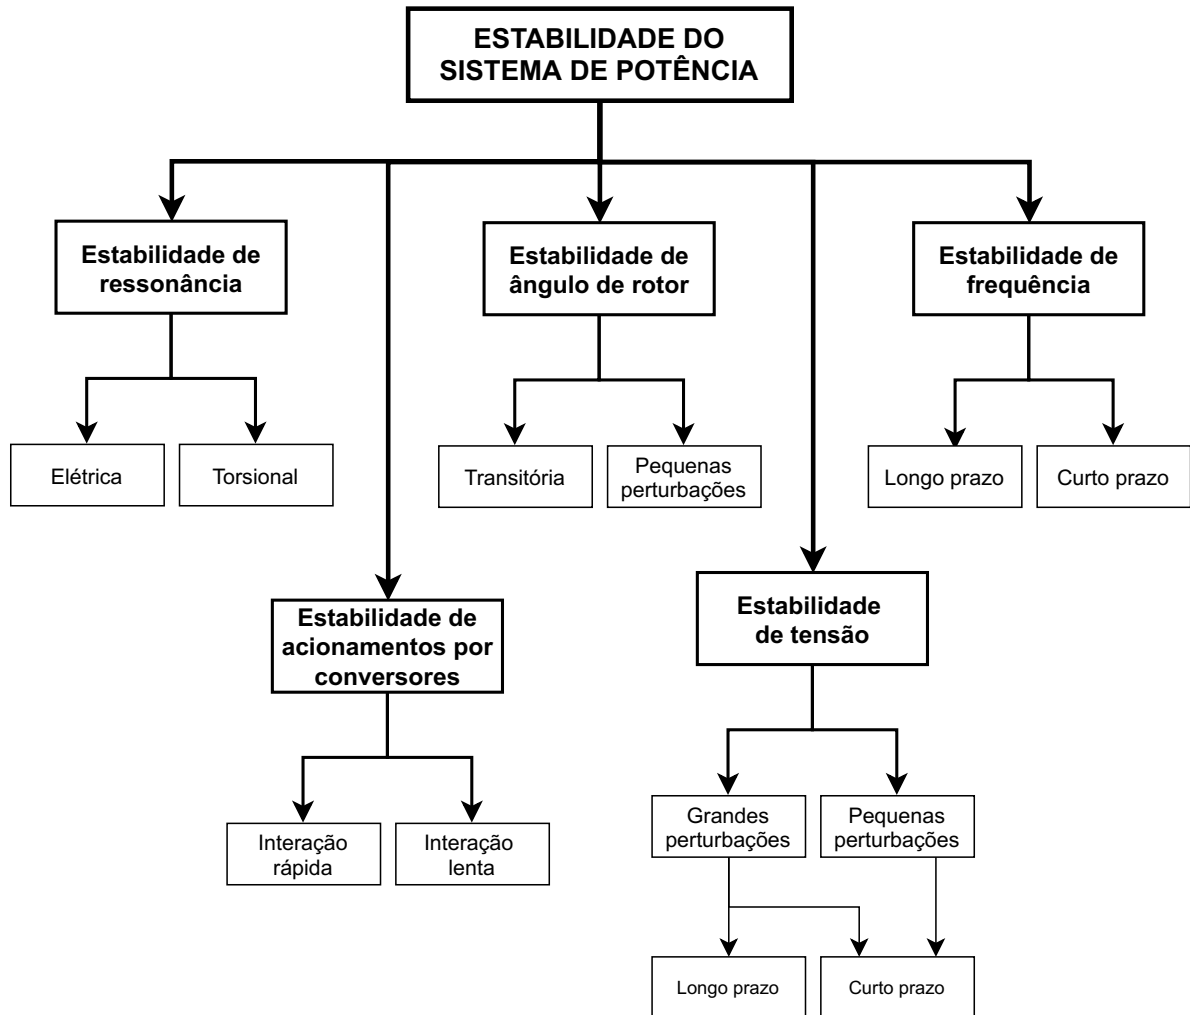 ESTABILIDADE DO
SISTEMA DE POTÊNCIA
Estabilidade de
ressonância
Estabilidade de
ângulo de rotor
Estabilidade de
frequência
Elétrica
Torsional
Transitória
Pequenas
perturbações
Longo prazo
Curto prazo
Estabilidade de
acionamentos por
conversores
Estabilidade
de tensão
Interação
rápida
Interação
lenta
Grandes
perturbações
Pequenas
perturbações
Longo prazo
Curto prazo